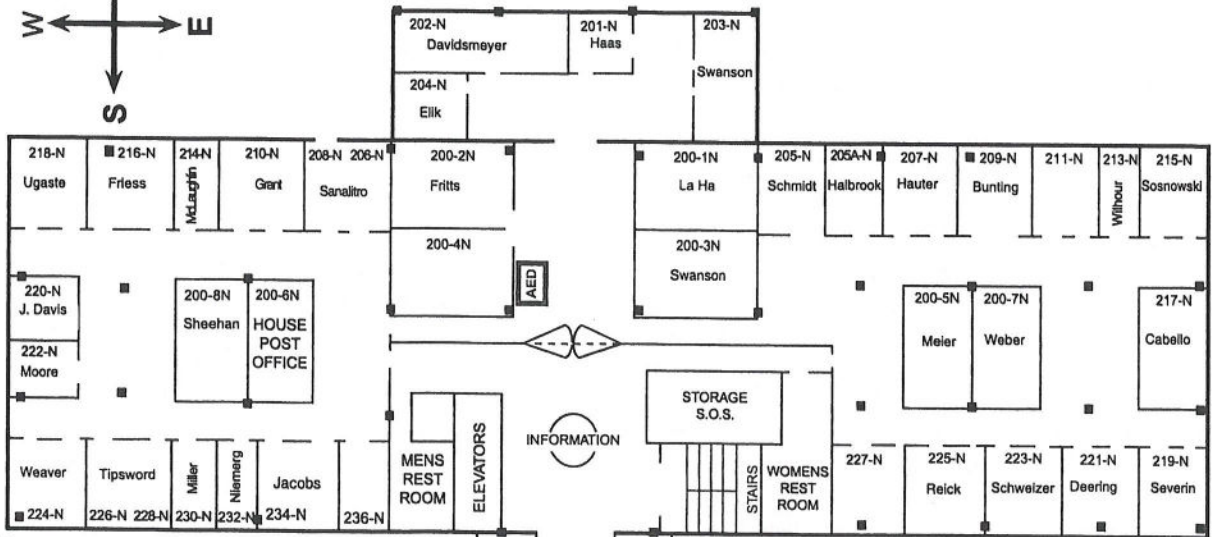 W
E
S
202-N
Davidsmeyer
201-N
Haas
203-N
Swanson
204-N
Elik
218-N
Ugaste
216-N
Friess
214-N
McLaughlin
210-N
Grant
208-N 206-N
Sanalitro
200-2N
Fritts
200-1N
La Ha
205-N
Schmidt
205A-N
Halbrook
207-N
Hauter
209-N
Bunting
211-N
213-N
Wilhour
215-N
Sosnowski
200-4N
AED
200-3N
Swanson
220-N
J. Davis
222-N
Moore
200-8N
Sheehan
200-6N
HOUSE
POST
OFFICE
200-5N
Meier
200-7N
Weber
217-N
Cabello
STORAGE
S.O.S.
INFORMATION
MENS
REST
ROOM
ELEVATORS
STAIRS
WOMENS
REST
ROOM
Weaver
224-N
Tipsword
226-N 228-N
Miller
230-N
Niemerg
232-N
Jacobs
234-N
236-N
227-N
225-N
Reick
223-N
Schweizer
221-N
Deering
219-N
Severin